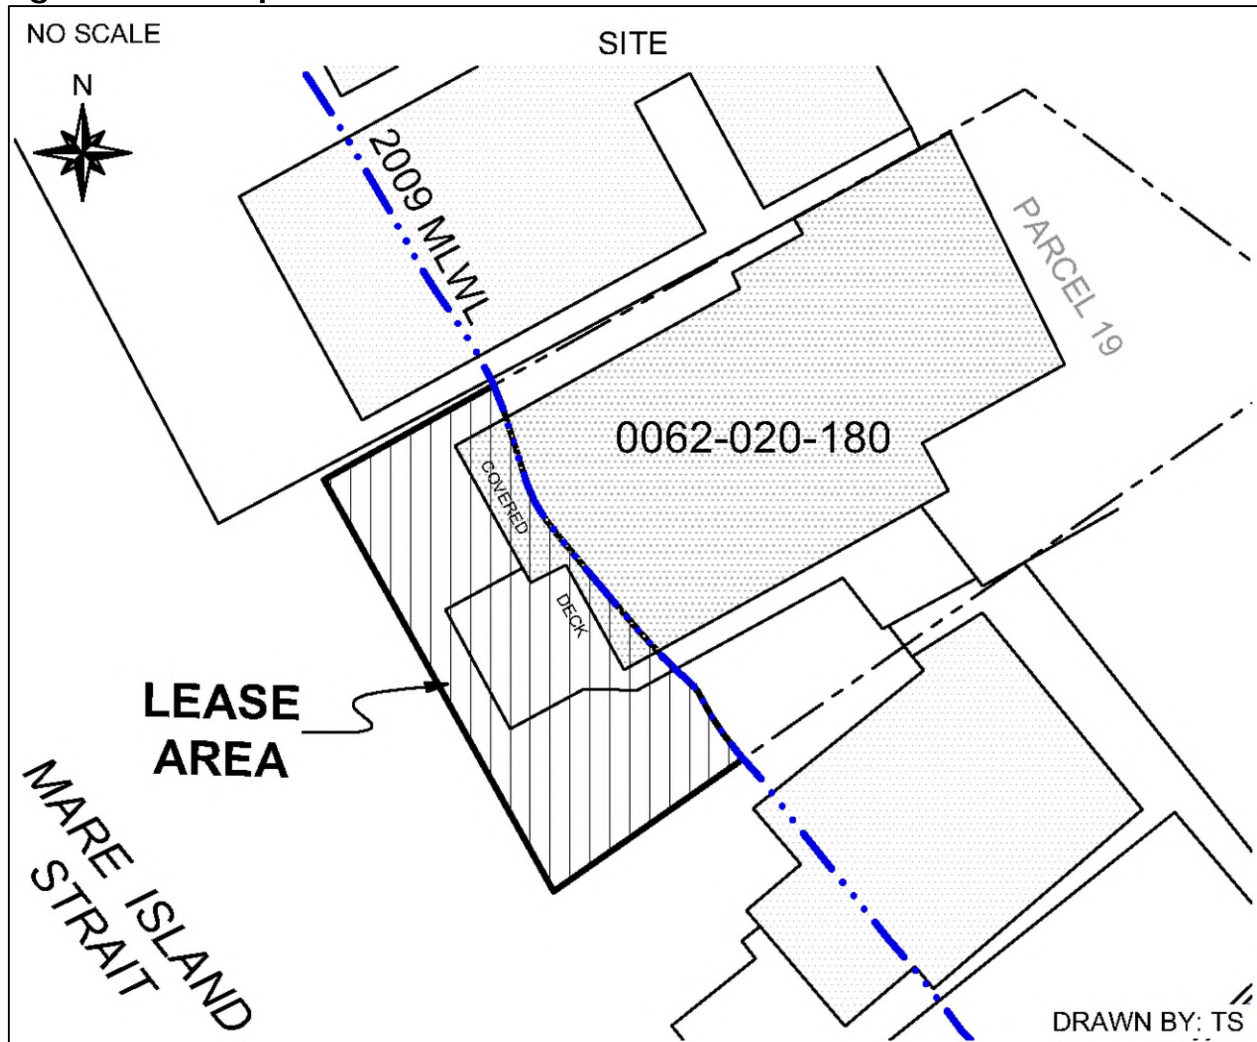 NO SCALE
SITE
N
2009 MLWL
PARCEL 19
0062-020-180
COVERED
DECK
LEASE
AREA
MARE ISLAND
STRAIT
DRAWN BY: TS